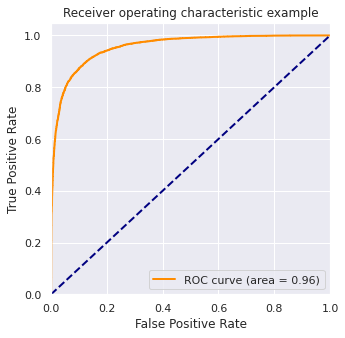 Receiver operating characteristic example
True Positive Rate
1.0
0.8
0.6
0.4
0.2
0.0
ROC curve (area = 0.96)
0.0 0.2 0.4 0.6 0.8 1.0
False Positive Rate